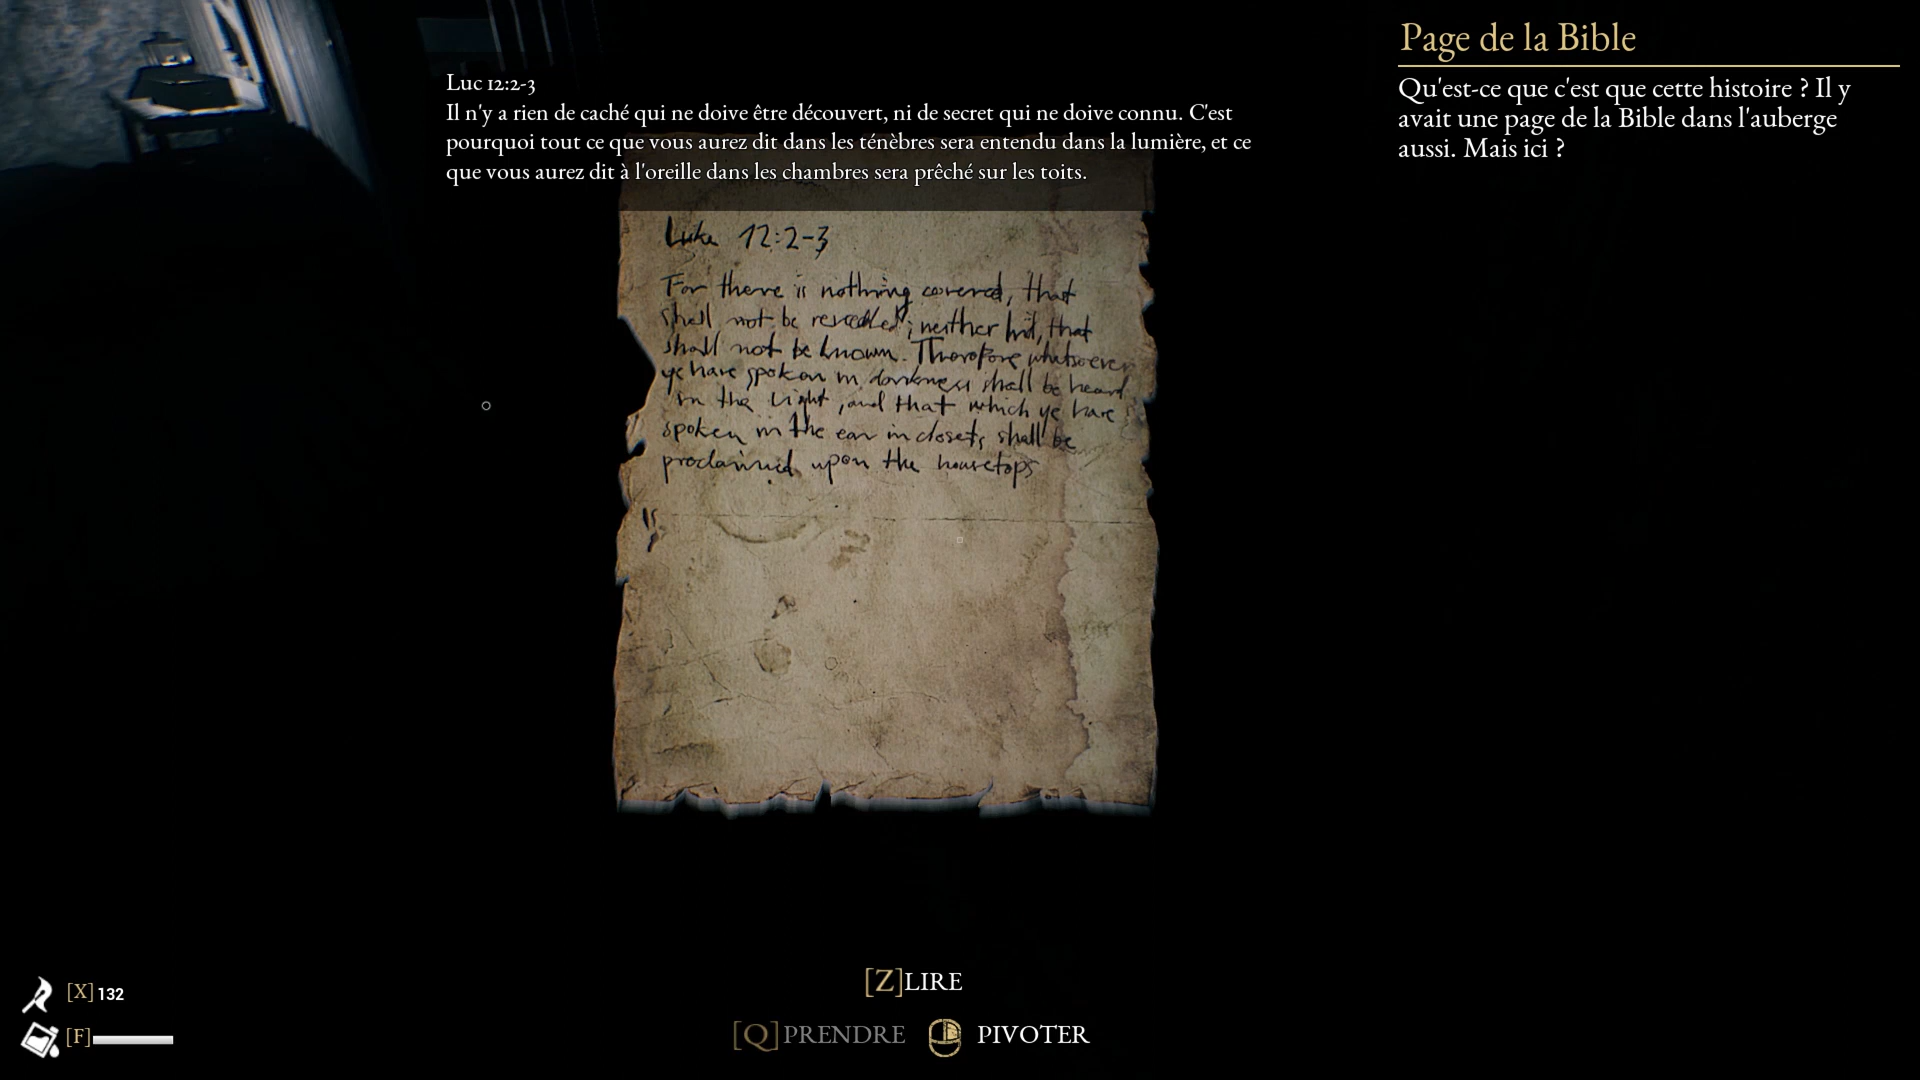 Page de la Bible
Qu'est-ce que c'est que cette histoire ? Il y
avait une page de la Bible dans l'auberge
aussi. Mais ici ?
Luc 12:2-3
Il n'y a rien de caché qui ne doive être découvert, ni de secret qui ne doive connu. C'est
pourquoi tout ce que vous aurez dit dans les ténèbres sera entendu dans la lumière, et ce
que vous aurez dit à l'oreille dans les chambres sera prêché sur les toits.
Luke 12:2-3
For there is nothing covered, that
shall not be revealed; neither hid, that
shall not be known. Therefore whatsoever
ye have spoken in darkness shall be heard
in the light, and that which ye have
spoken in the ear in closets shall be
proclaimed upon the housetops
[X] 132
[F]
[Z]LIRE
[Q]PRENDRE PIVOTER